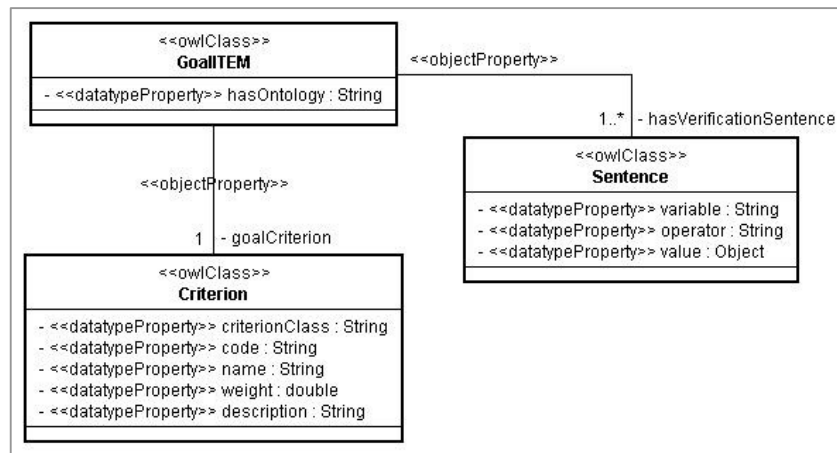 <<owlClass>>
GoalITEM
- <<datatypeProperty>> hasOntology : String
<<objectProperty>>
1..* - hasVerificationSentence
<<owlClass>>
Sentence
- <<datatypeProperty>> variable : String
- <<datatypeProperty>> operator : String
- <<datatypeProperty>> value : Object
<<objectProperty>>
1 - goalCriterion
<<owlClass>>
Criterion
- <<datatypeProperty>> criterionClass : String
- <<datatypeProperty>> code : String
- <<datatypeProperty>> name : String
- <<datatypeProperty>> weight : double
- <<datatypeProperty>> description : String